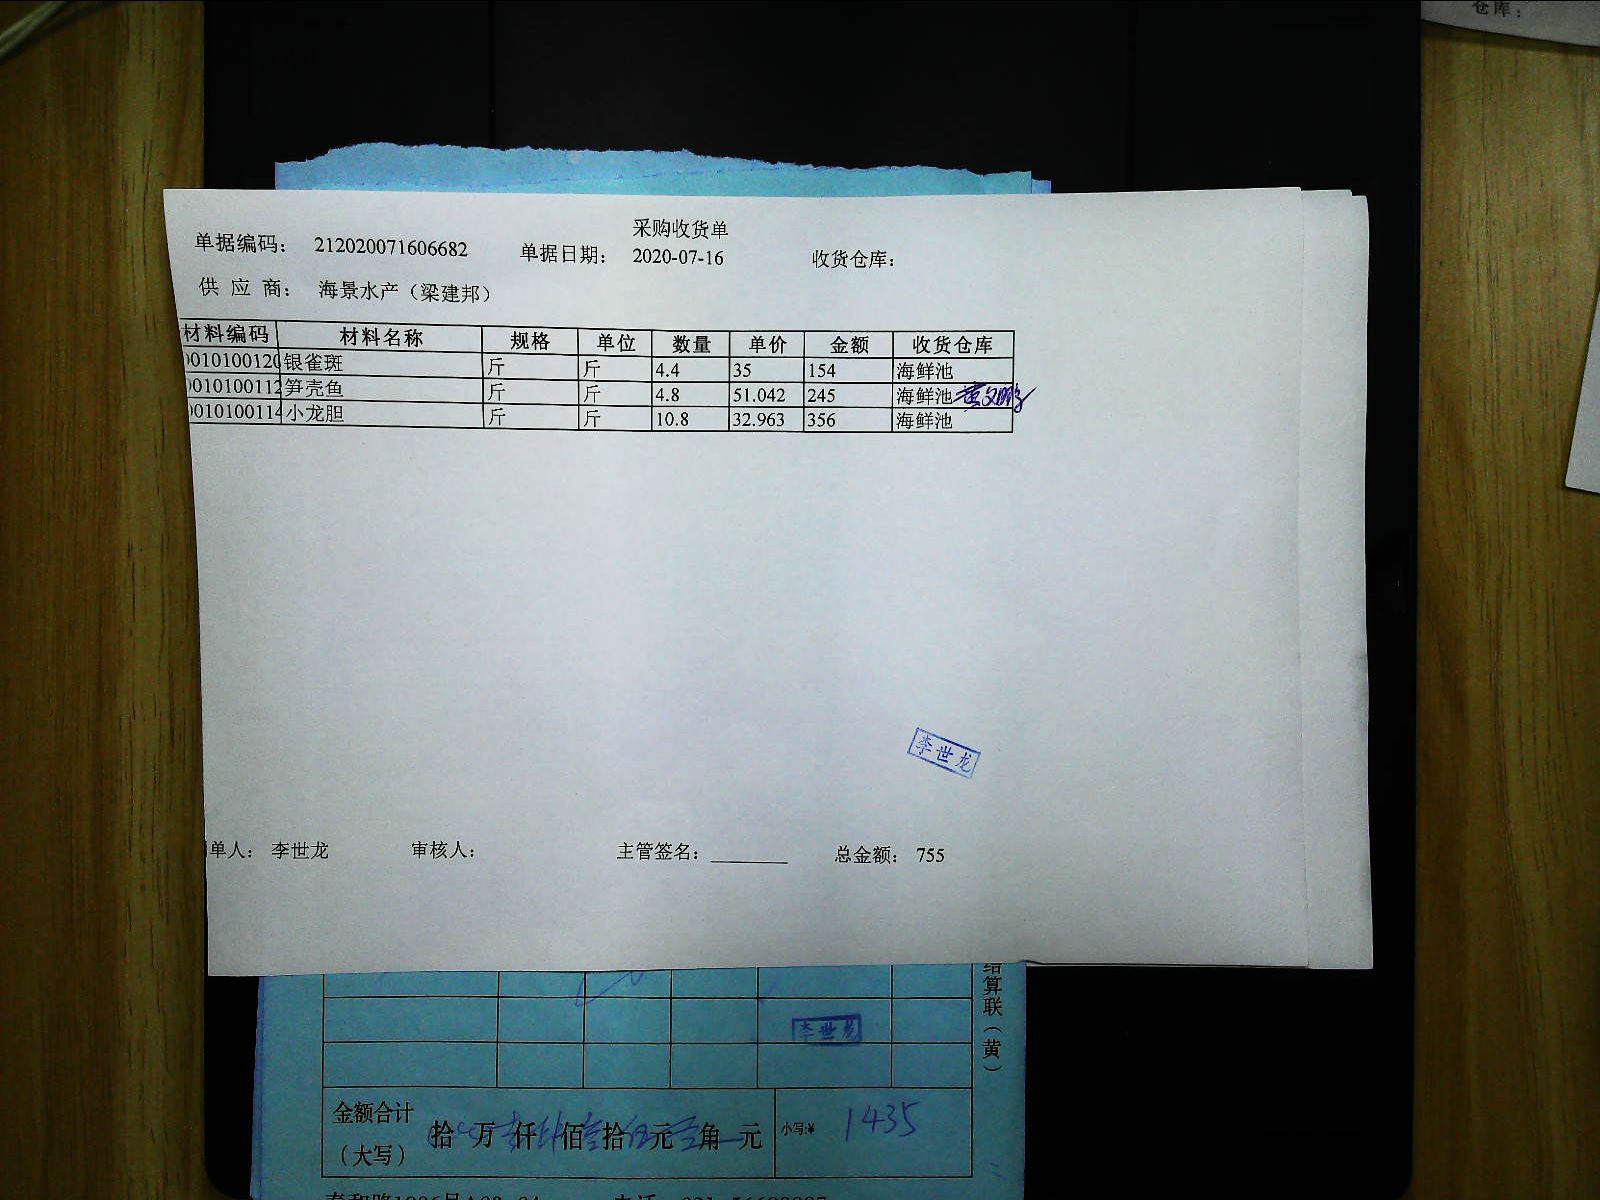 仓库：
采购收货单
单据编码： 212020071606682 单据日期： 2020-07-16 收货仓库：
供 应 商： 海景水产（梁建邦）
材料编码 材料名称 规格 单位 数量 单价 金额 收货仓库
0010100120 银雀斑 斤 斤 4.4 35 154 海鲜池
0010100112 笋壳鱼 斤 斤 4.8 51.042 245 海鲜池
0010100114 小龙胆 斤 斤 10.8 32.963 356 海鲜池
李世龙
单人： 李世龙 审核人： 主管签名：________ 总金额： 755
结算联（黄）
李世龙
金额合计
（大写） 拾 万 仟 佰 拾 元 角 元 小写:¥ 1435